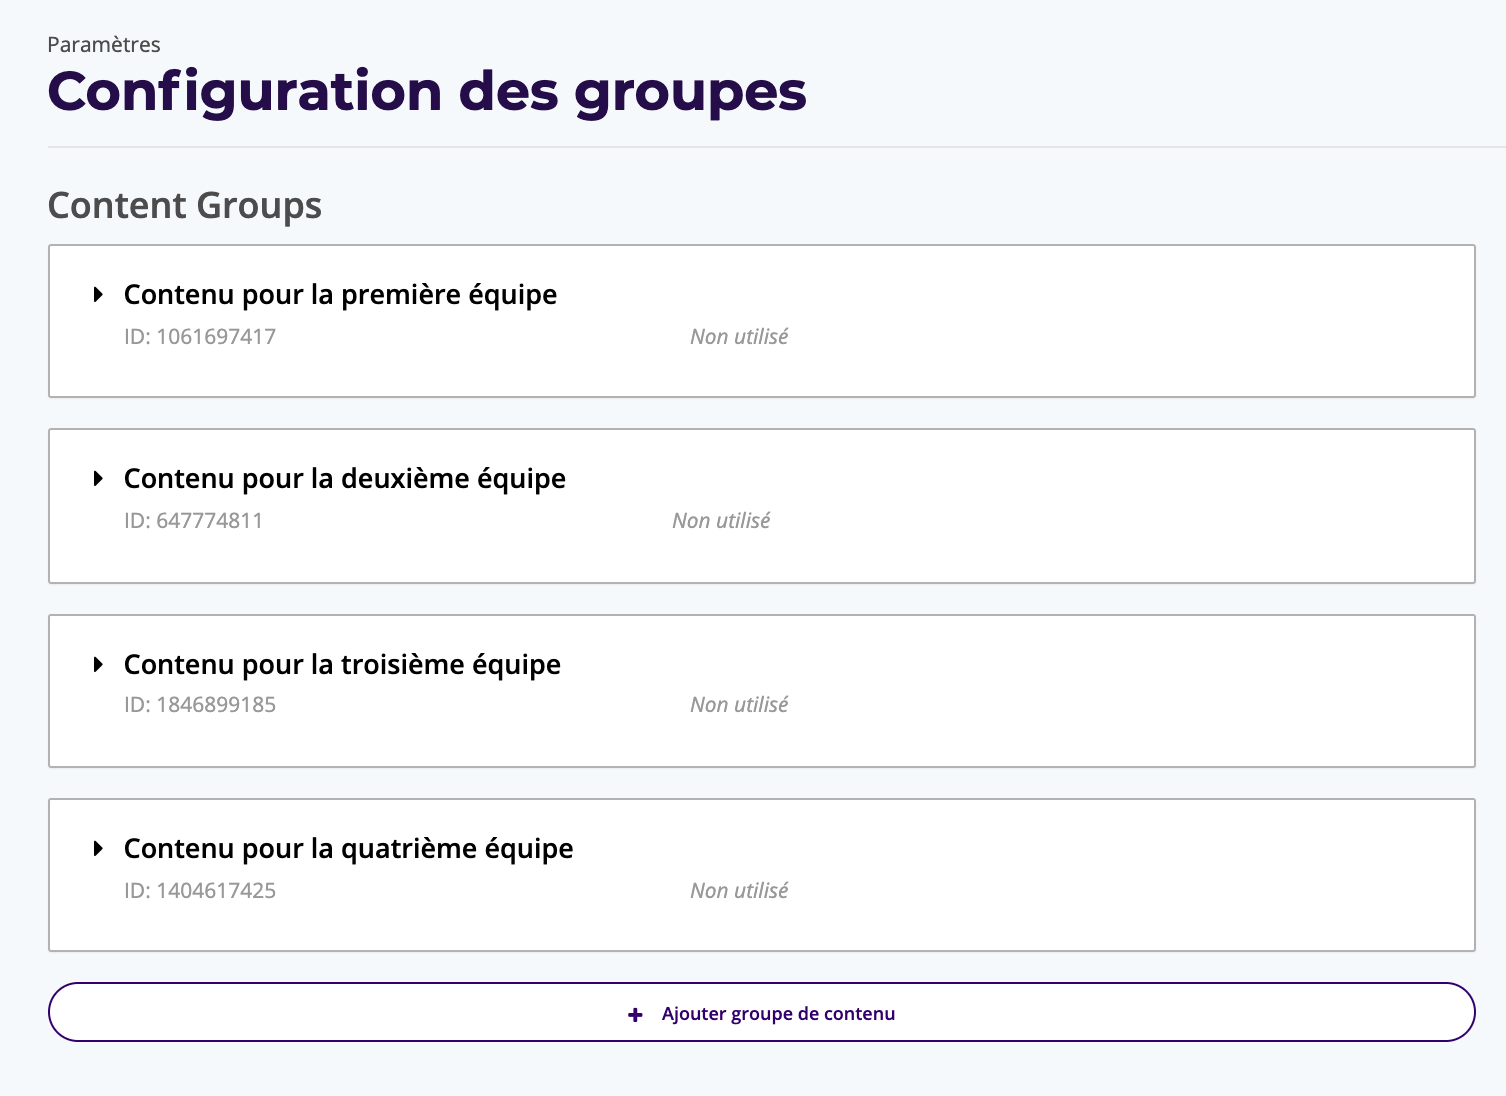 Paramètres
Configuration des groupes
Content Groups
Contenu pour la première équipe
ID: 1061697417 Non utilisé
Contenu pour la deuxième équipe
ID: 647774811 Non utilisé
Contenu pour la troisième équipe
ID: 1846899185 Non utilisé
Contenu pour la quatrième équipe
ID: 1404617425 Non utilisé
+ Ajouter groupe de contenu